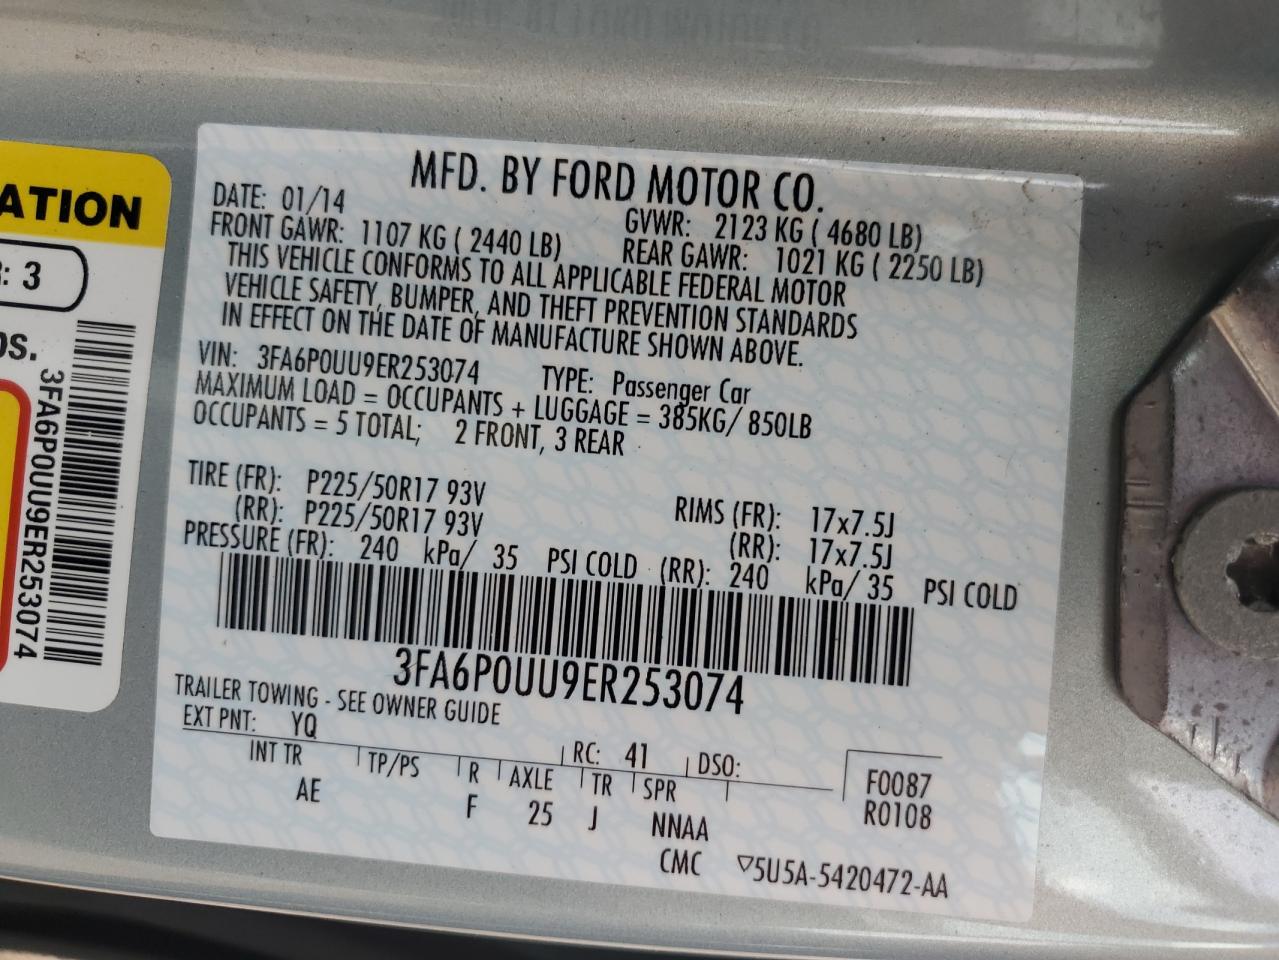 MFD. BY FORD MOTOR CO.
DATE: 01/14 GVWR: 2123 KG ( 4680 LB)
FRONT GAWR: 1107 KG ( 2440 LB) REAR GAWR: 1021 KG ( 2250 LB)
THIS VEHICLE CONFORMS TO ALL APPLICABLE FEDERAL MOTOR
VEHICLE SAFETY, BUMPER, AND THEFT PREVENTION STANDARDS
IN EFFECT ON THE DATE OF MANUFACTURE SHOWN ABOVE.
VIN: 3FA6P0UU9ER253074 TYPE: Passenger Car
MAXIMUM LOAD = OCCUPANTS + LUGGAGE = 385KG/ 850LB
OCCUPANTS = 5 TOTAL; 2 FRONT, 3 REAR
TIRE (FR): P225/50R17 93V RIMS (FR): 17x7.5J
(RR): P225/50R17 93V (RR): 17x7.5J
PRESSURE (FR): 240 kPa/ 35 PSI COLD (RR): 240 kPa/ 35 PSI COLD
3FA6P0UU9ER253074
TRAILER TOWING - SEE OWNER GUIDE
EXT PNT: YQ RC: 41 DSO:
INT TR TP/PS R AXLE TR SPR F0087
AE F 25 J NNAA R0108
CMC ▽5U5A-5420472-AA
ATION
R: 3
OS.
3FA6P0UU9ER253074